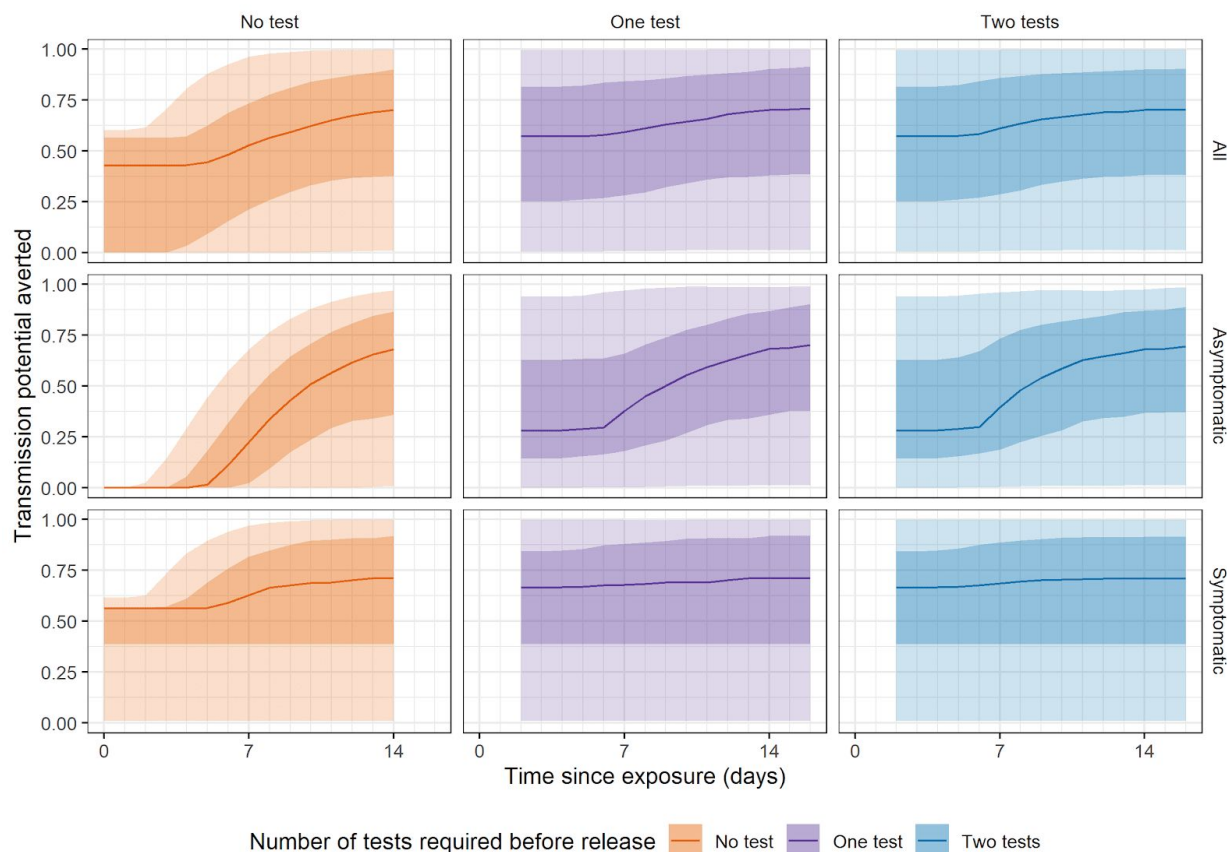 No test One test Two tests
1.00
0.75
0.50
0.25
0.00
All
1.00
0.75
0.50
0.25
0.00
Asymptomatic
1.00
0.75
0.50
0.25
0.00
Symptomatic
Transmission potential averted
0 7 14 0 7 14 0 7 14
Time since exposure (days)
Number of tests required before release No test One test Two tests